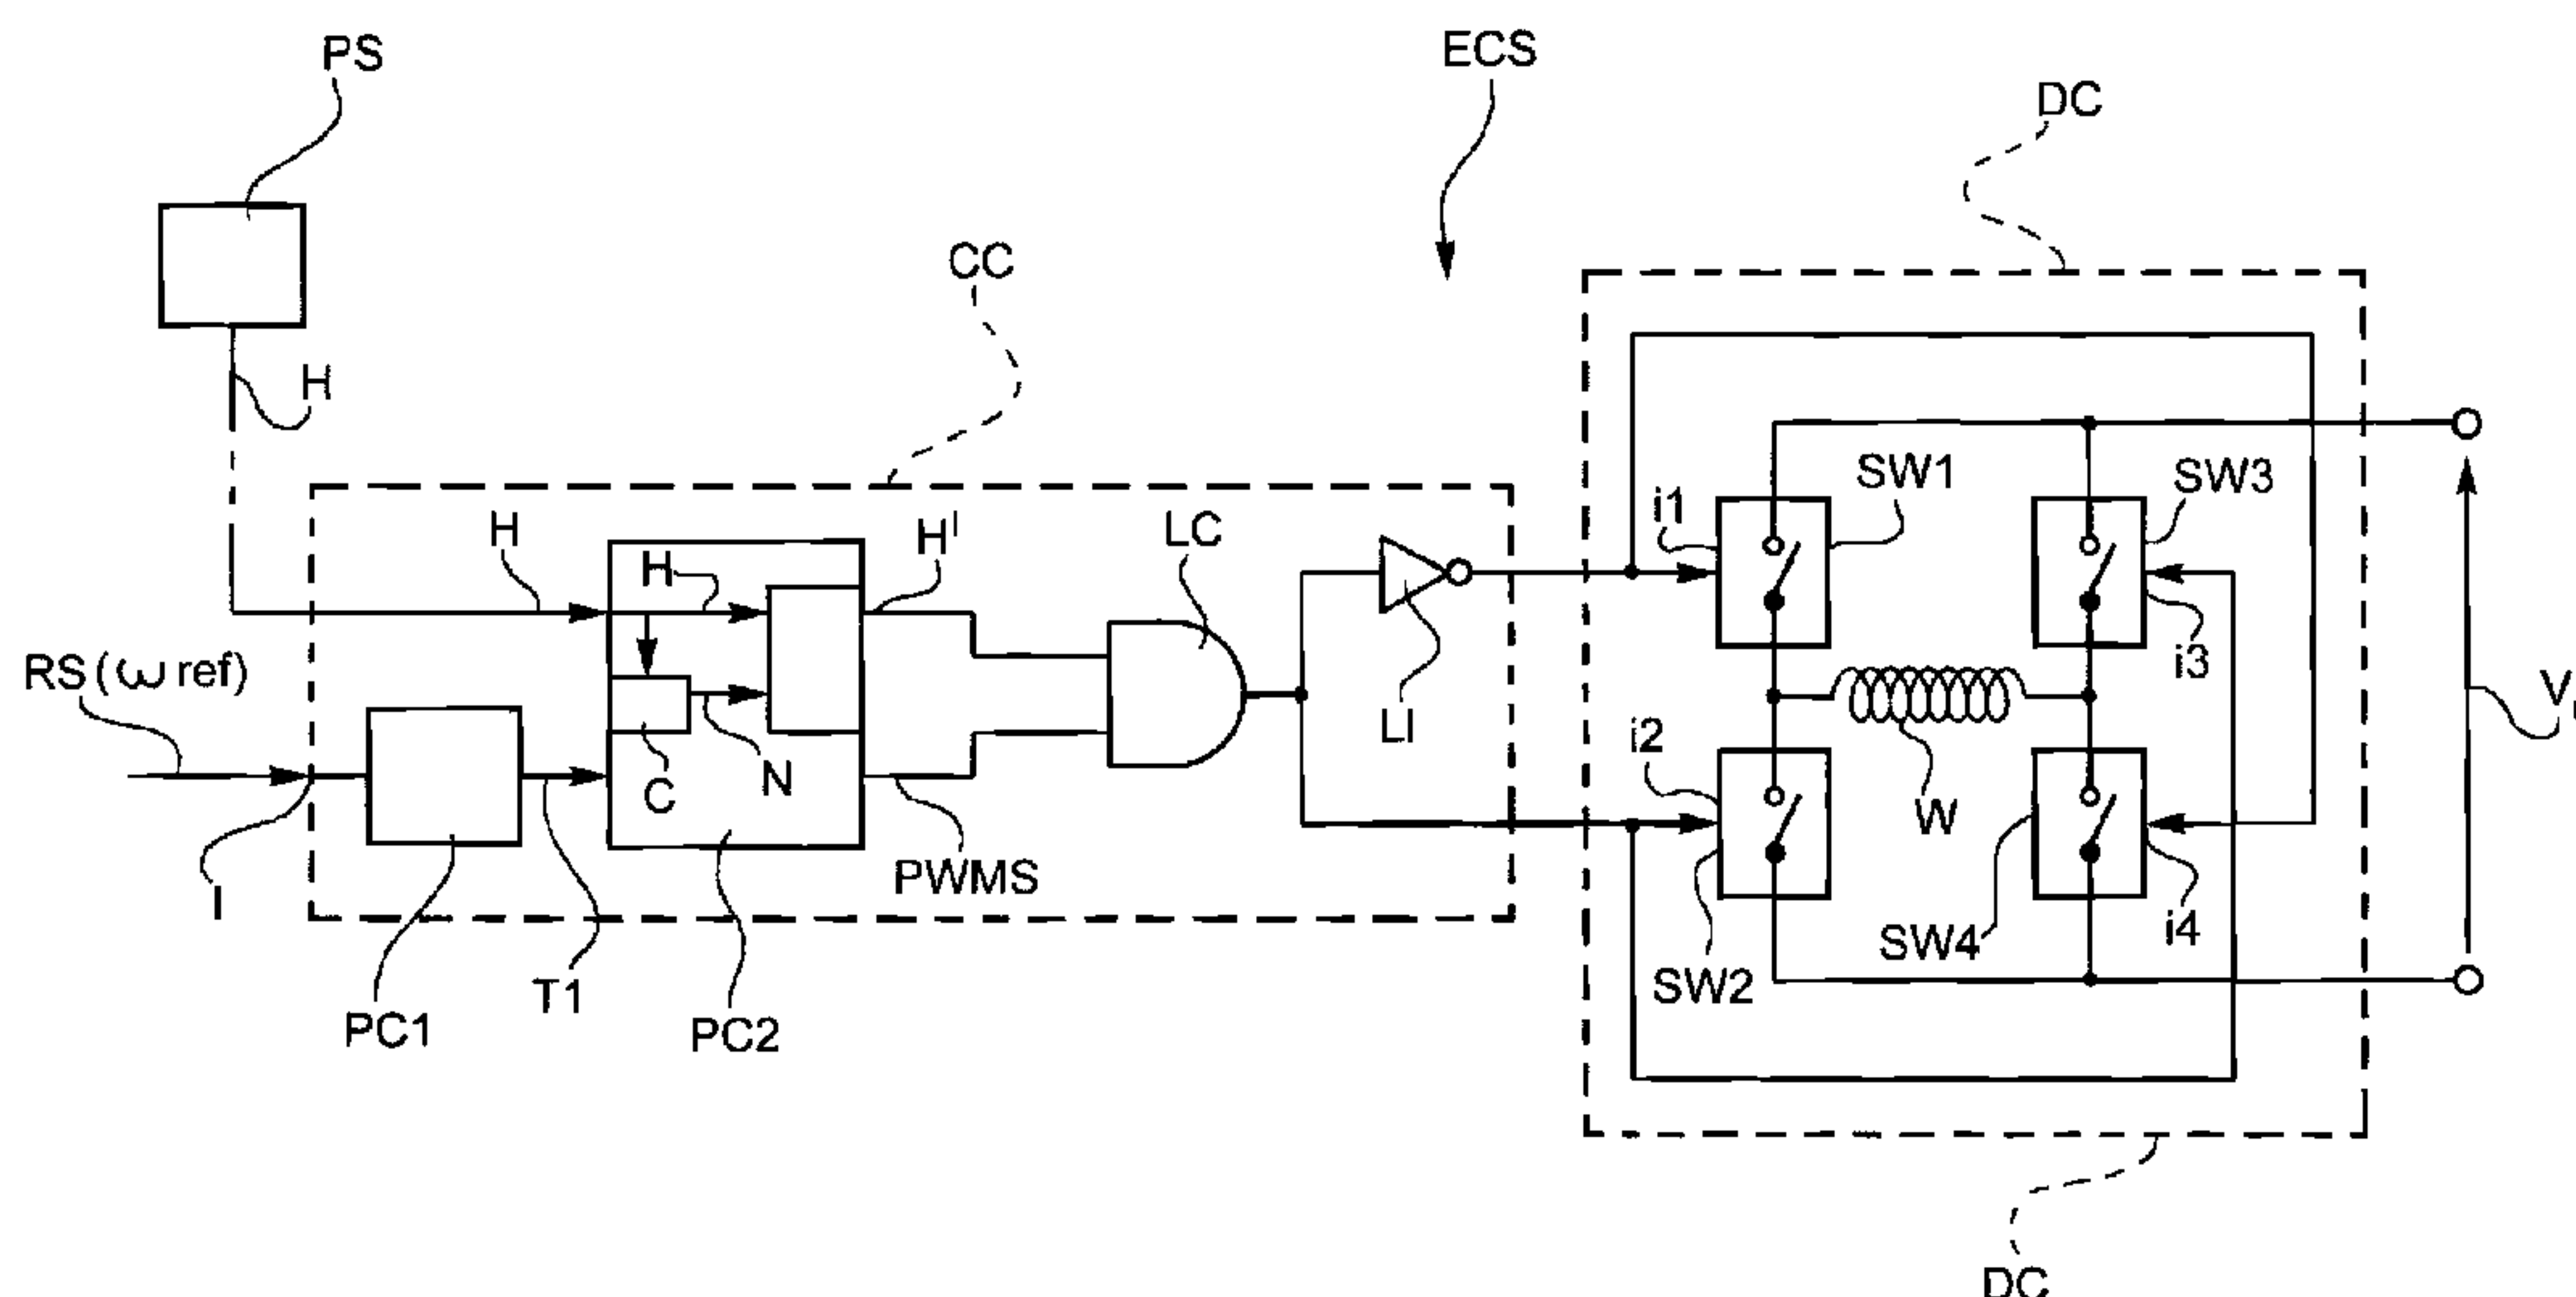 PS
ECS
DC
CC
H
H
H
H'
LC
i1
SW1
SW3
RS (ω ref)
i3
LI
V
C
N
i2
W
I
PWMS
SW4
i4
SW2
T1
PC1
PC2
DC